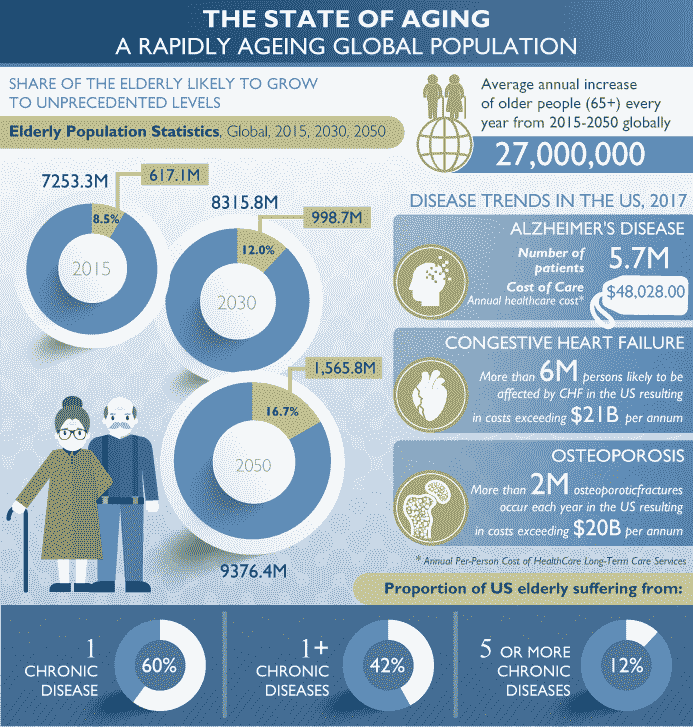 THE STATE OF AGING
A RAPIDLY AGEING GLOBAL POPULATION
SHARE OF THE ELDERLY LIKELY TO GROW
TO UNPRECEDENTED LEVELS
Elderly Population Statistics, Global, 2015, 2030, 2050
7253.3M
617.1M
8.5%
2015
8315.8M
998.7M
12.0%
2030
1,565.8M
16.7%
2050
9376.4M
Average annual increase
of older people (65+) every
year from 2015-2050 globally
27,000,000
DISEASE TRENDS IN THE US, 2017
ALZHEIMER'S DISEASE
Number of
patients
5.7M
Cost of Care
Annual healthcare cost*
$48,028.00
CONGESTIVE HEART FAILURE
More than 6M persons likely to be
affected by CHF in the US resulting
in costs exceeding $21B per annum
OSTEOPOROSIS
More than 2M osteoporoticfractures
occur each year in the US resulting
in costs exceeding $20B per annum
* Annual Per-Person Cost of HealthCare Long-Term Care Services
Proportion of US elderly suffering from:
1
CHRONIC
DISEASE
60%
1+
CHRONIC
DISEASES
42%
5 OR MORE
CHRONIC
DISEASES
12%